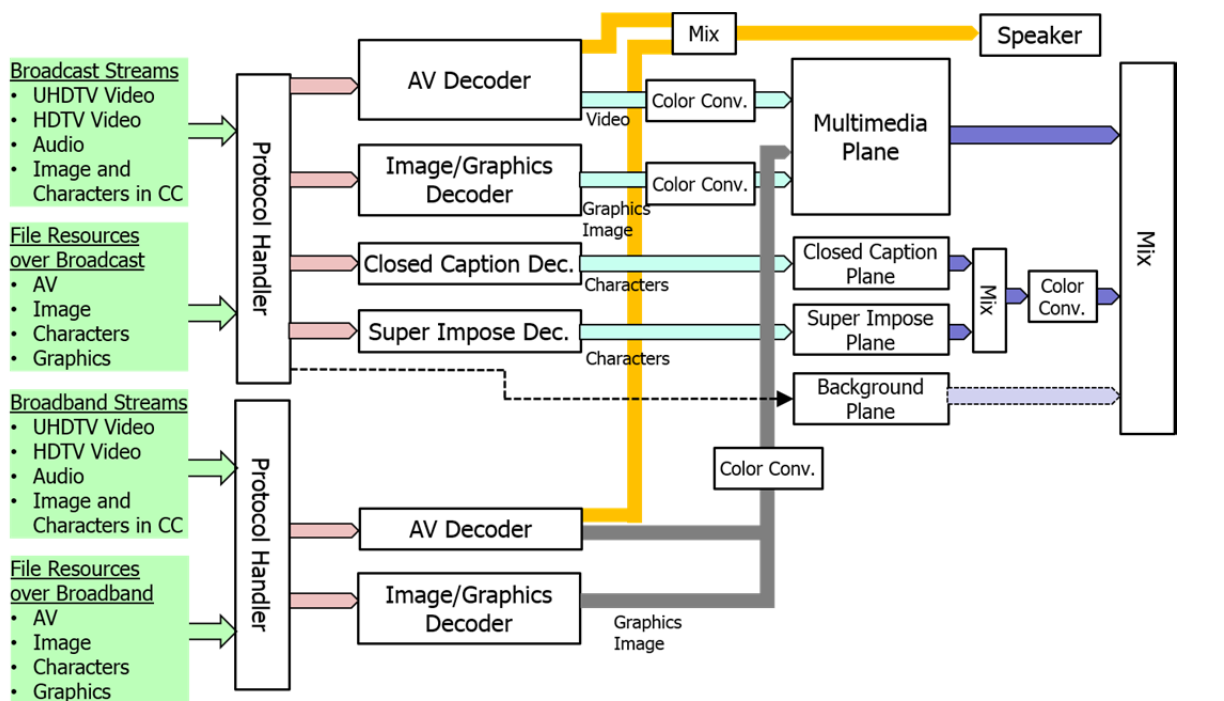 Broadcast Streams
• UHDTV Video
• HDTV Video
• Audio
• Image and
Characters in CC
File Resources
over Broadcast
• AV
• Image
• Characters
• Graphics
Broadband Streams
• UHDTV Video
• HDTV Video
• Audio
• Image and
Characters in CC
File Resources
over Broadband
• AV
• Image
• Characters
• Graphics
Protocol Handler
Protocol Handler
AV Decoder
Video
Image/Graphics
Decoder
Graphics
Image
Closed Caption Dec.
Characters
Super Impose Dec.
Characters
AV Decoder
Image/Graphics
Decoder
Graphics
Image
Mix
Speaker
Color Conv.
Color Conv.
Color Conv.
Multimedia
Plane
Closed Caption
Plane
Super Impose
Plane
Background
Plane
Mix
Color
Conv.
Mix